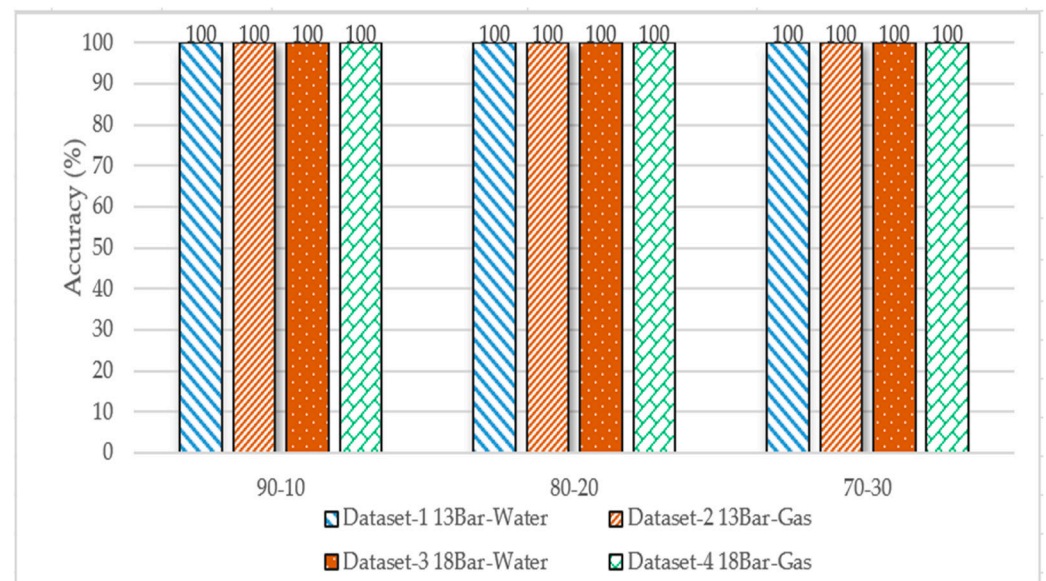 100 100 100 100 100 100 100 100 100 100 100 100
100
90
80
70
60
50
40
30
20
10
0
Accuracy (%)
90-10 80-20 70-30
Dataset-1 13Bar-Water Dataset-2 13Bar-Gas
Dataset-3 18Bar-Water Dataset-4 18Bar-Gas